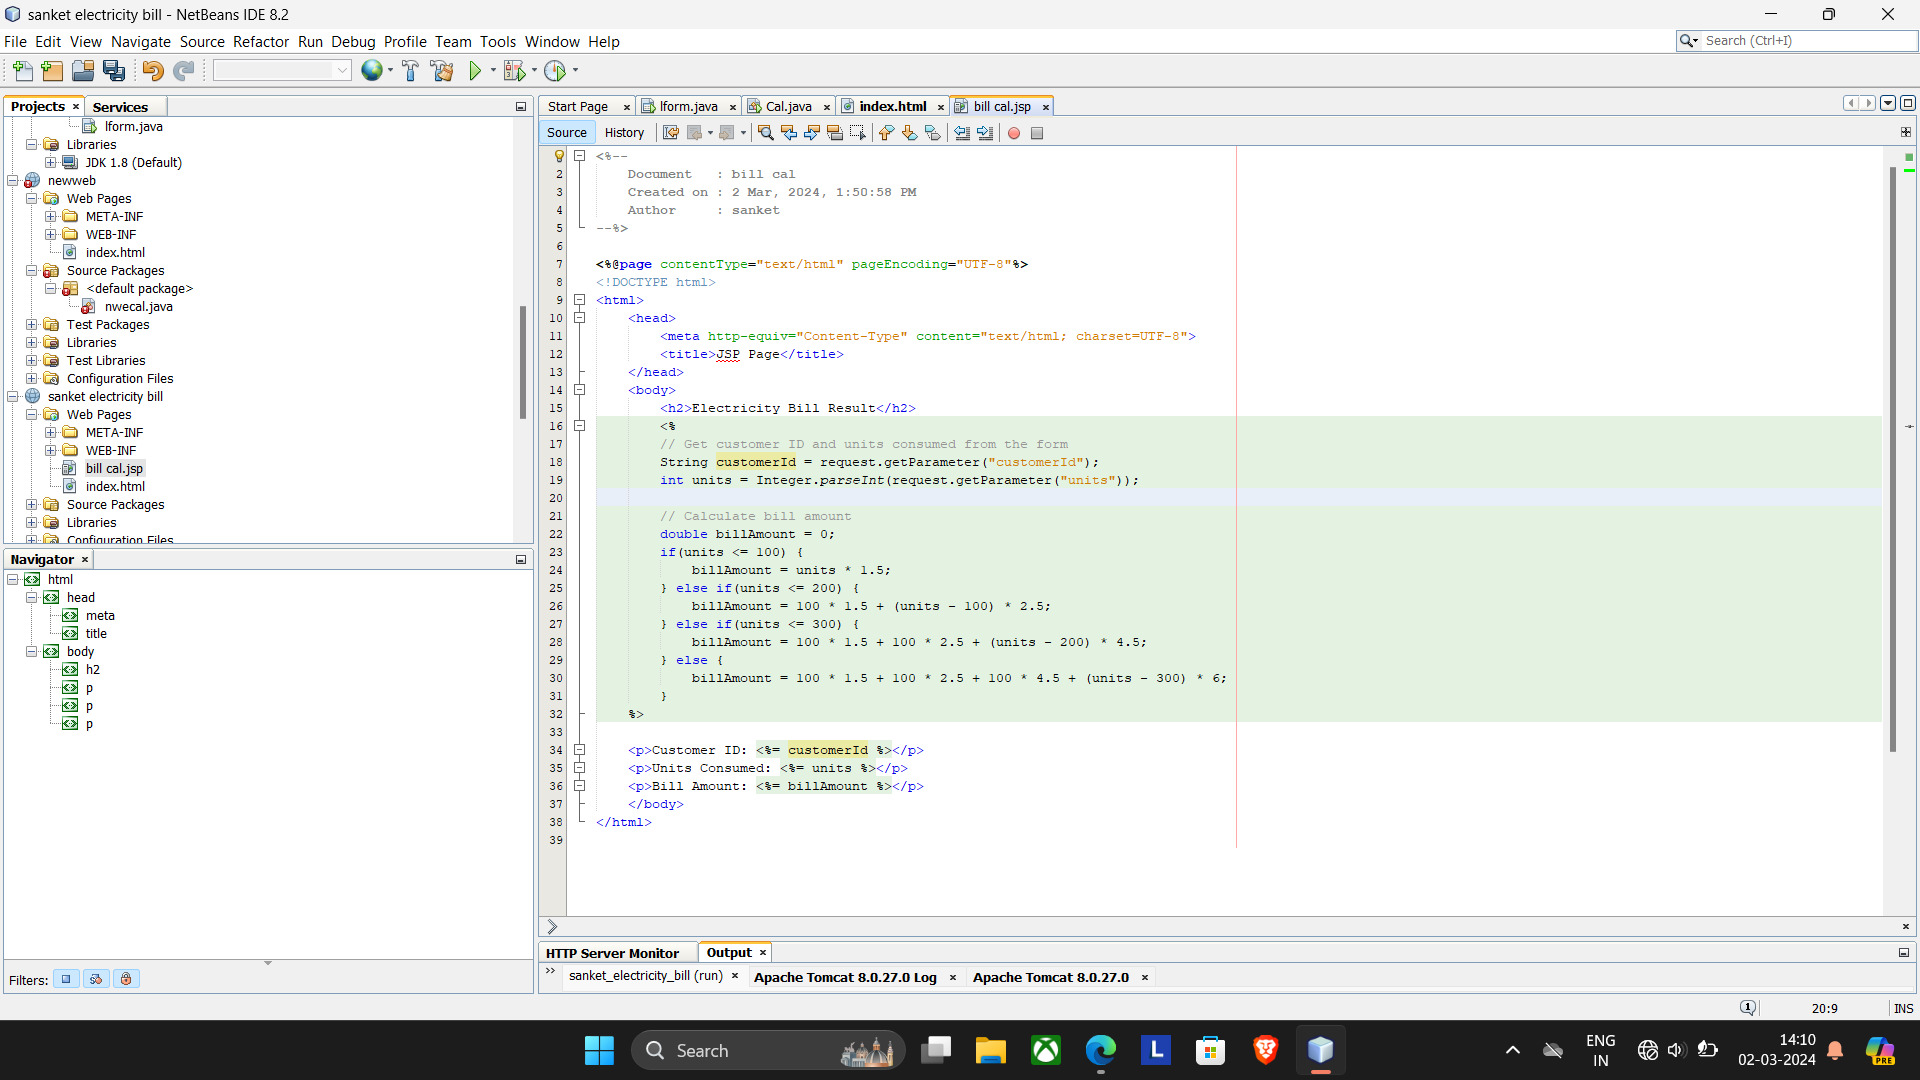 sanket electricity bill - NetBeans IDE 8.2
File Edit View Navigate Source Refactor Run Debug Profile Team Tools Window Help
Search (Ctrl+I)
Projects × Services
lform.java
Libraries
JDK 1.8 (Default)
newweb
Web Pages
META-INF
WEB-INF
index.html
Source Packages
<default package>
nwecal.java
Test Packages
Libraries
Test Libraries
Configuration Files
sanket electricity bill
Web Pages
META-INF
WEB-INF
bill cal.jsp
index.html
Source Packages
Libraries
Configuration Files
Navigator ×
html
head
meta
title
body
h2
p
p
p
Filters:
Start Page × lform.java × Cal.java × index.html × bill cal.jsp ×
Source History
<%--
2 Document   : bill cal
3 Created on : 2 Mar, 2024, 1:50:58 PM
4 Author     : sanket
5 --%>
6
7 <%@page contentType="text/html" pageEncoding="UTF-8"%>
8 <!DOCTYPE html>
9 <html>
10 <head>
11 <meta http-equiv="Content-Type" content="text/html; charset=UTF-8">
12 <title>JSP Page</title>
13 </head>
14 <body>
15 <h2>Electricity Bill Result</h2>
16 <%
17 // Get customer ID and units consumed from the form
18 String customerId = request.getParameter("customerId");
19 int units = Integer.parseInt(request.getParameter("units"));
20
21 // Calculate bill amount
22 double billAmount = 0;
23 if(units <= 100) {
24 billAmount = units * 1.5;
25 } else if(units <= 200) {
26 billAmount = 100 * 1.5 + (units - 100) * 2.5;
27 } else if(units <= 300) {
28 billAmount = 100 * 1.5 + 100 * 2.5 + (units - 200) * 4.5;
29 } else {
30 billAmount = 100 * 1.5 + 100 * 2.5 + 100 * 4.5 + (units - 300) * 6;
31 }
32 %>
33
34 <p>Customer ID: <%= customerId %></p>
35 <p>Units Consumed: <%= units %></p>
36 <p>Bill Amount: <%= billAmount %></p>
37 </body>
38 </html>
39
HTTP Server Monitor Output ×
sanket_electricity_bill (run) × Apache Tomcat 8.0.27.0 Log × Apache Tomcat 8.0.27.0 ×
1 20:9 INS
Search
L
ENG
IN
14:10
02-03-2024
PRE